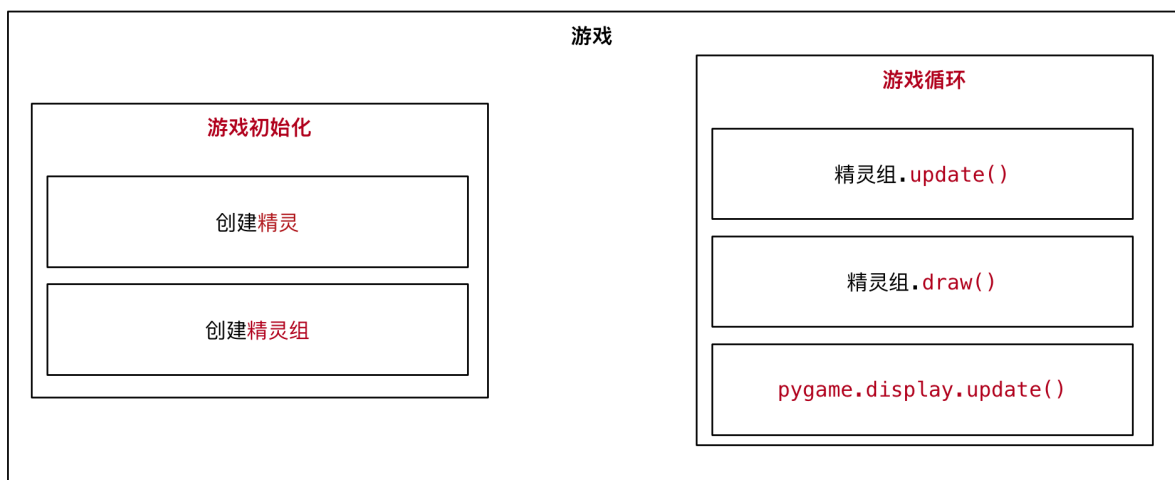 游戏
游戏初始化
创建精灵
创建精灵组
游戏循环
精灵组.update()
精灵组.draw()
pygame.display.update()